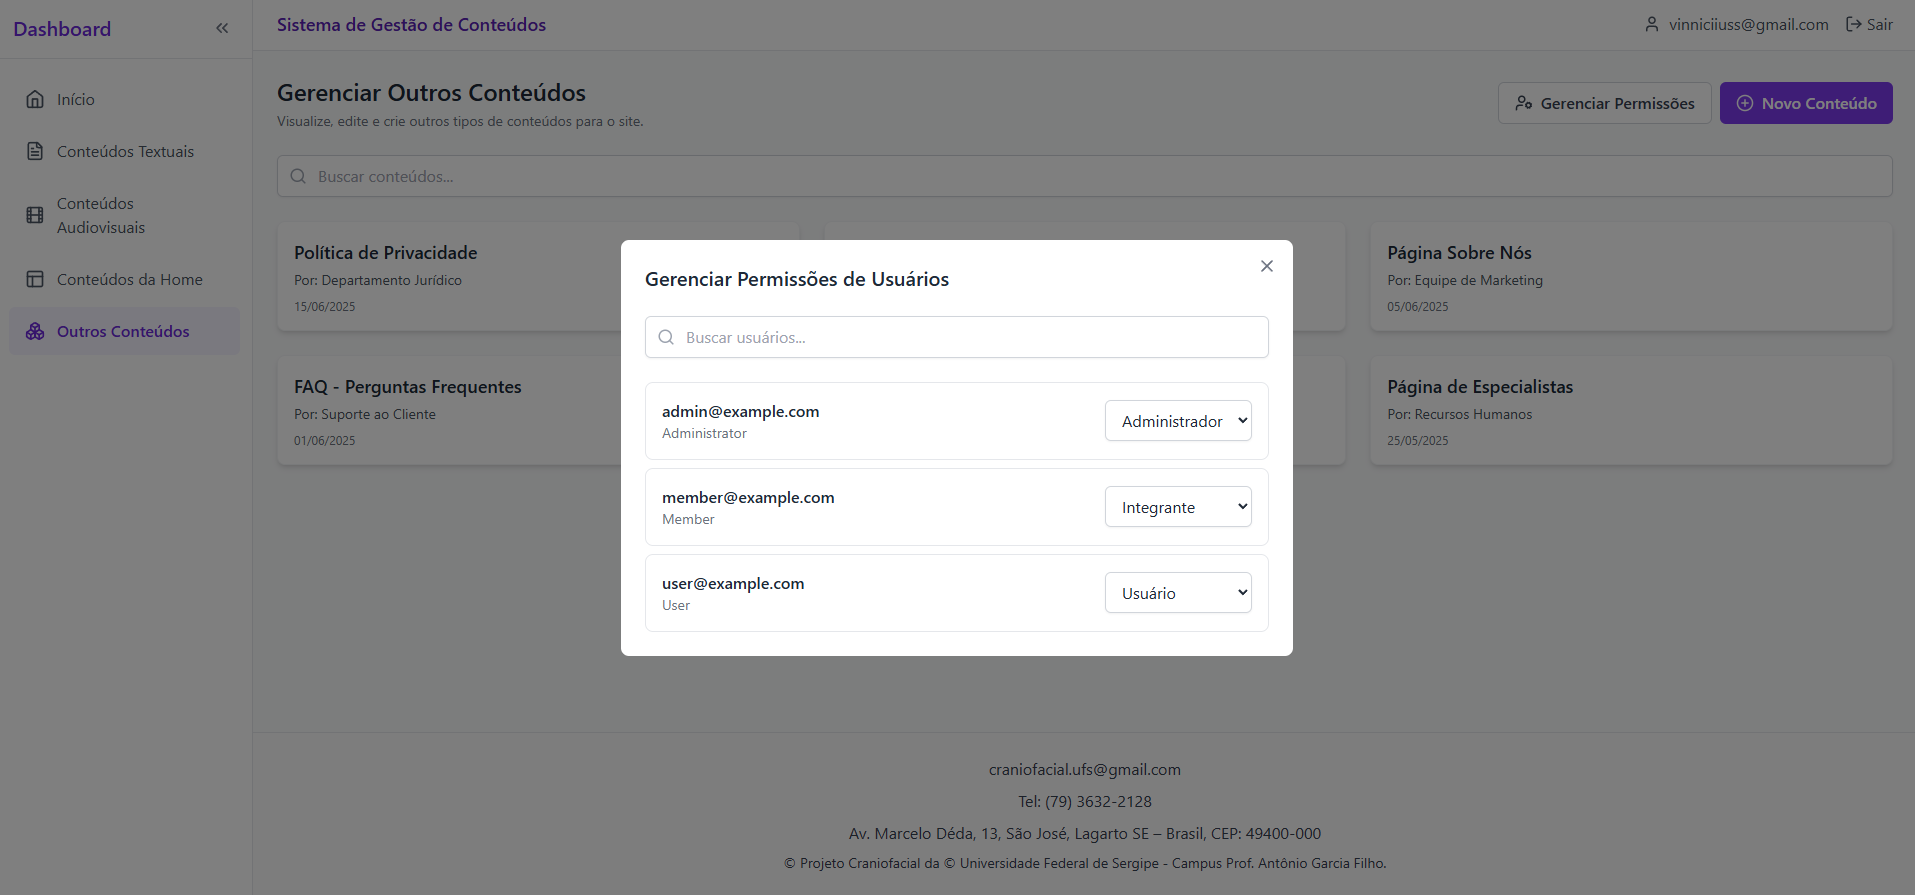 Dashboard
Sistema de Gestão de Conteúdos
vinniciiuss@gmail.com
Sair
Início
Conteúdos Textuais
Conteúdos
Audiovisuais
Conteúdos da Home
Outros Conteúdos
Gerenciar Outros Conteúdos
Visualize, edite e crie outros tipos de conteúdos para o site.
Gerenciar Permissões
Novo Conteúdo
Buscar conteúdos...
Política de Privacidade
Por: Departamento Jurídico
15/06/2025
Página Sobre Nós
Por: Equipe de Marketing
05/06/2025
FAQ - Perguntas Frequentes
Por: Suporte ao Cliente
01/06/2025
Página de Especialistas
Por: Recursos Humanos
25/05/2025
Gerenciar Permissões de Usuários
Buscar usuários...
admin@example.com
Administrator
Administrador
member@example.com
Member
Integrante
user@example.com
User
Usuário
craniofacial.ufs@gmail.com
Tel: (79) 3632-2128
Av. Marcelo Déda, 13, São José, Lagarto SE – Brasil, CEP: 49400-000
© Projeto Craniofacial da © Universidade Federal de Sergipe - Campus Prof. Antônio Garcia Filho.